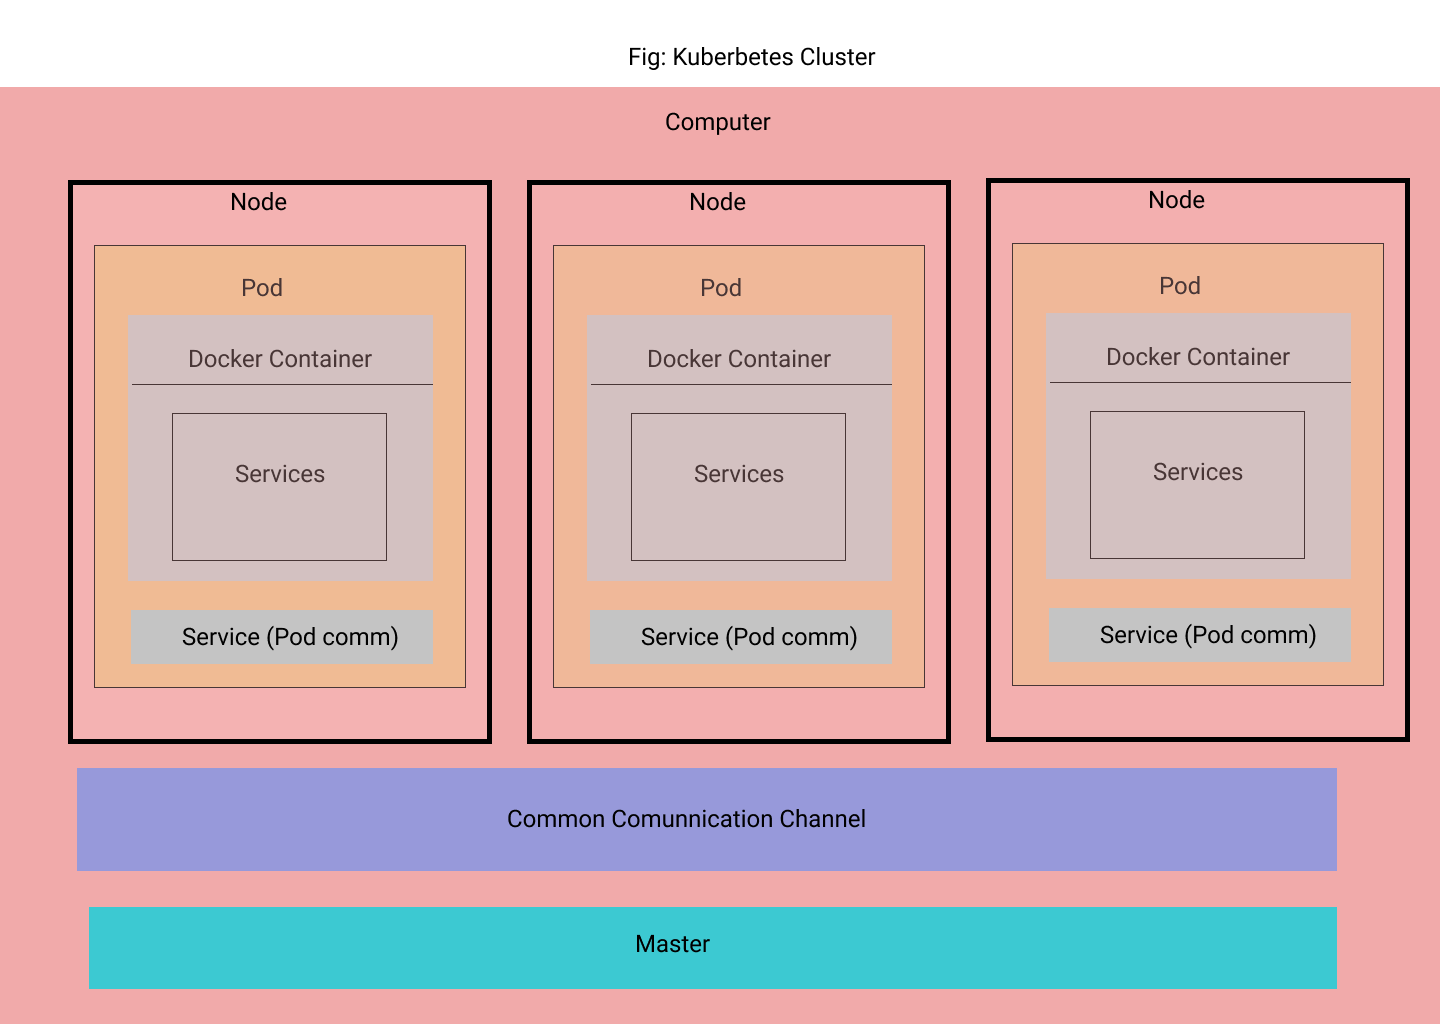 Fig: Kuberbetes Cluster
Computer
Node
Pod
Docker Container
Services
Service (Pod comm)
Node
Pod
Docker Container
Services
Service (Pod comm)
Node
Pod
Docker Container
Services
Service (Pod comm)
Common Comunnication Channel
Master